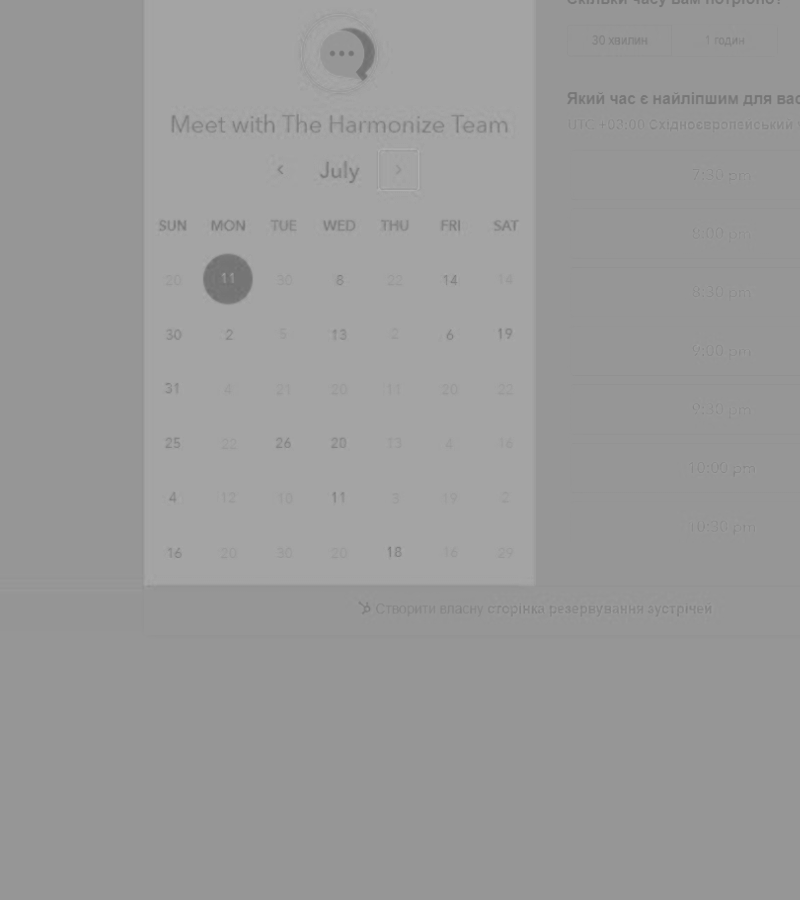 Скільки часу вам потрібно?
30 хвилин 1 годин
Який час є найліпшим для вас
UTC +03:00 Східноєвропейський
Meet with The Harmonize Team
July
SUN MON TUE WED THU FRI SAT
20 11 30 8 22 14 14
30 2 5 13 2 6 19
31 4 21 20 11 20 22
25 22 26 20 13 4 16
4 12 10 11 3 19 2
16 20 30 20 18 16 29
7:30 pm
8:00 pm
8:30 pm
9:00 pm
9:30 pm
10:00 pm
10:30 pm
Створити власну сторінка резервування зустрічей